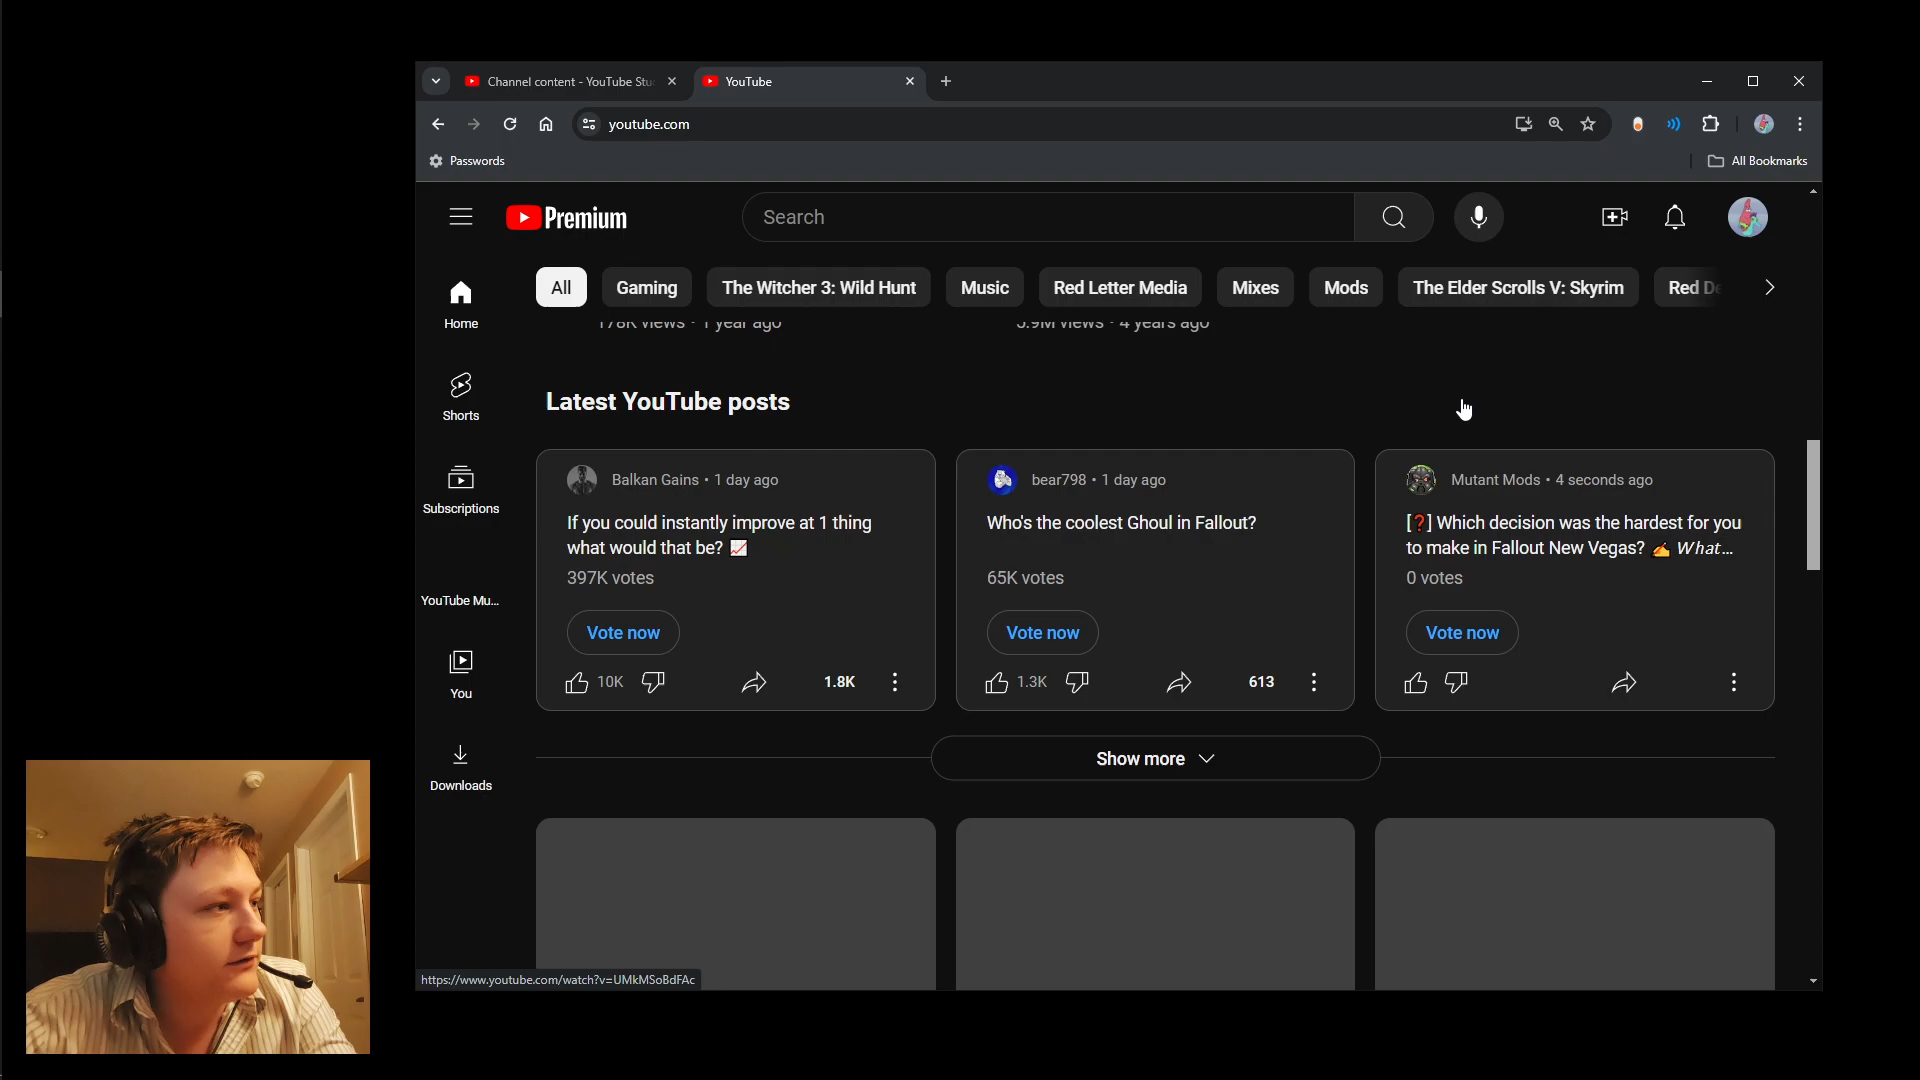 Channel content - YouTube Stu
YouTube
youtube.com
Passwords
All Bookmarks
Premium
Search
All
Gaming
The Witcher 3: Wild Hunt
Music
Red Letter Media
Mixes
Mods
The Elder Scrolls V: Skyrim
Red De
Home
Shorts
Subscriptions
YouTube Mu...
You
Downloads
178K views • 1 year ago
5.9M views • 4 years ago
Latest YouTube posts
Balkan Gains • 1 day ago
If you could instantly improve at 1 thing
what would that be? 📈
397K votes
Vote now
10K
1.8K
bear798 • 1 day ago
Who's the coolest Ghoul in Fallout?
65K votes
Vote now
1.3K
613
Mutant Mods • 4 seconds ago
[❓] Which decision was the hardest for you
to make in Fallout New Vegas? ✍ What...
0 votes
Vote now
Show more
https://www.youtube.com/watch?v=UMkMSoBdFAc